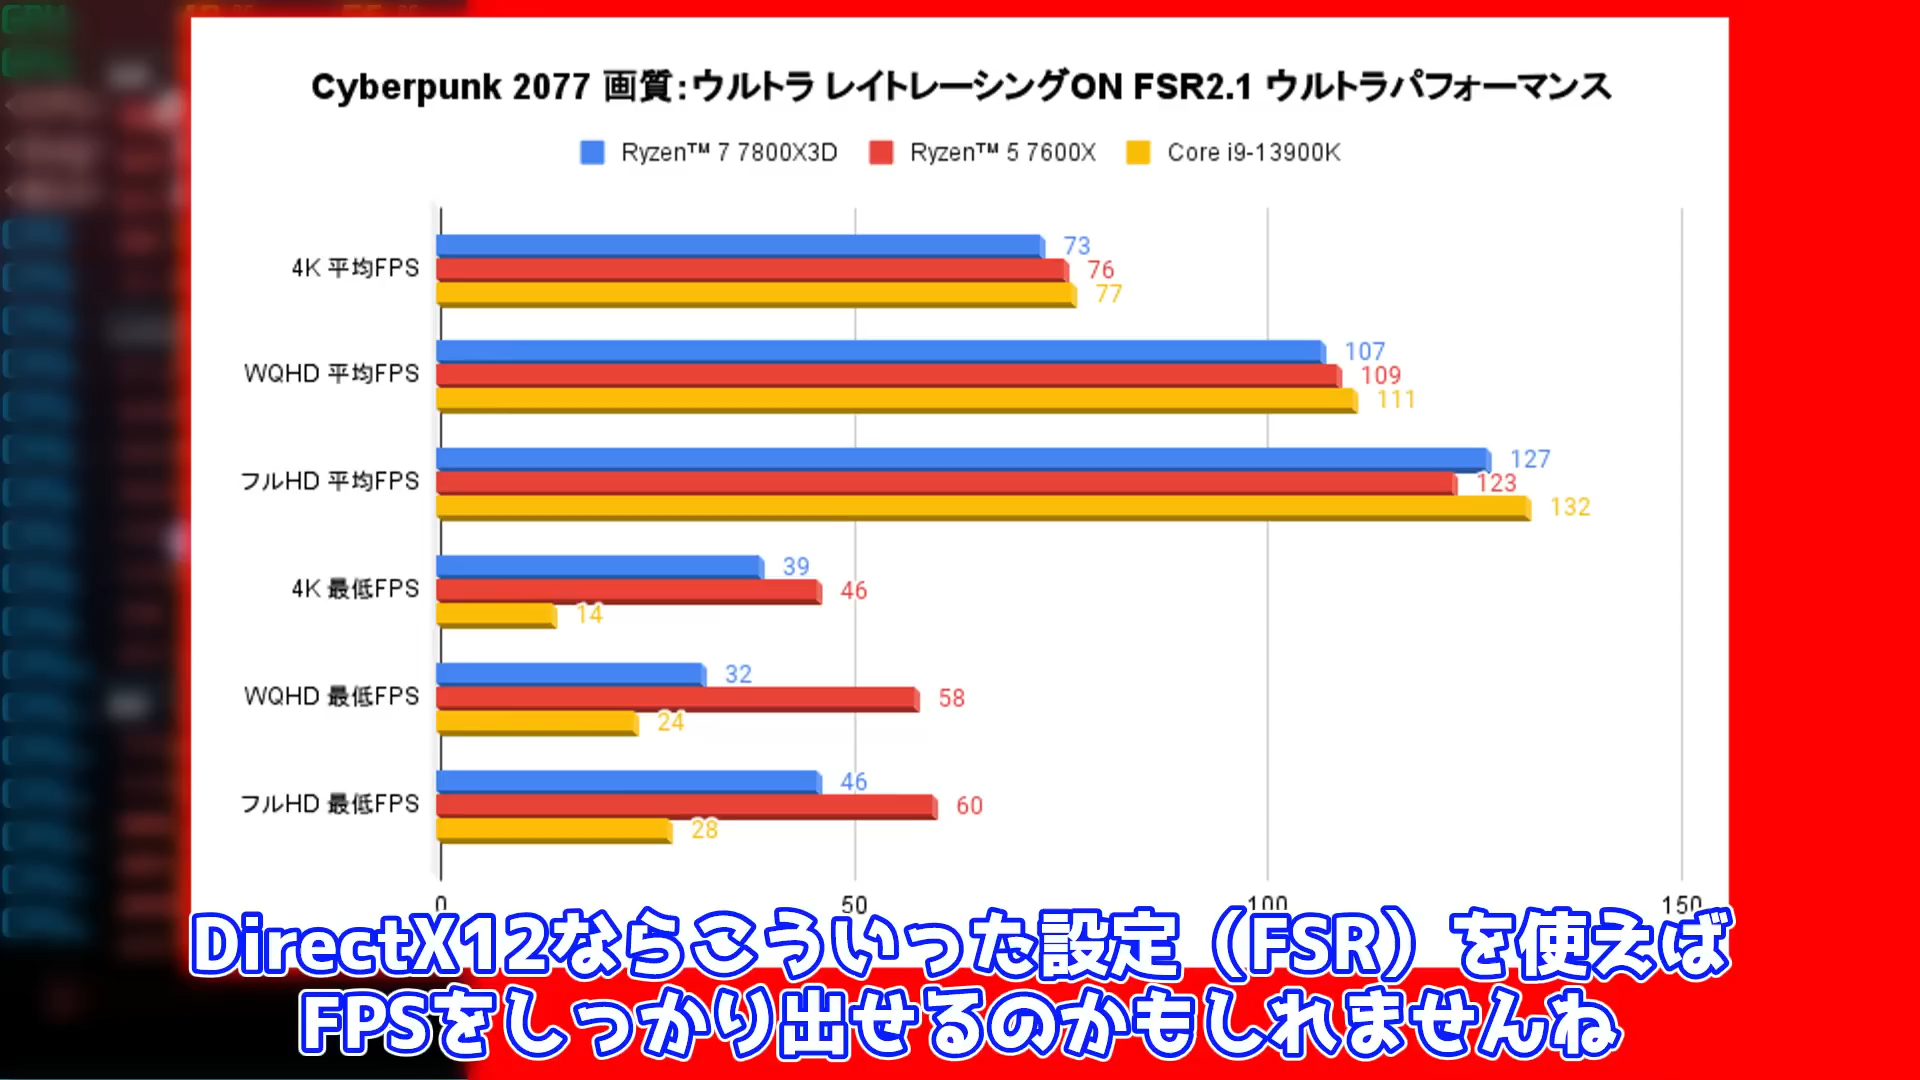 Cyberpunk 2077 画質：ウルトラ レイトレーシングON FSR2.1 ウルトラパフォーマンス
Ryzen™ 7 7800X3D Ryzen™ 5 7600X Core i9-13900K
4K 平均FPS
73
76
77
WQHD 平均FPS
107
109
111
フルHD 平均FPS
127
123
132
4K 最低FPS
39
46
14
WQHD 最低FPS
32
58
24
フルHD 最低FPS
46
60
28
0 50 100 150
DirectX12ならこういった設定（FSR）を使えば
FPSをしっかり出せるのかもしれませんね